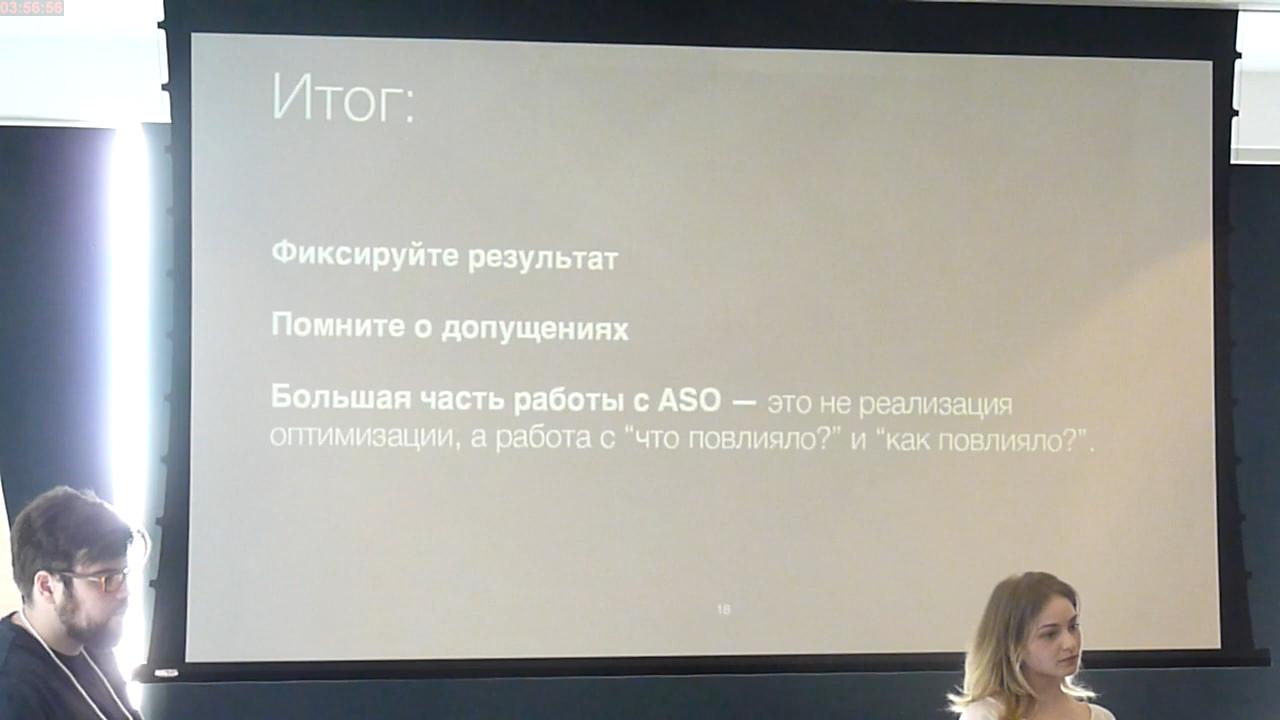 03:56:56
Итог:
Фиксируйте результат
Помните о допущениях
Большая часть работы с ASO — это не реализация
оптимизации, а работа с “что повлияло?” и “как повлияло?”.
18